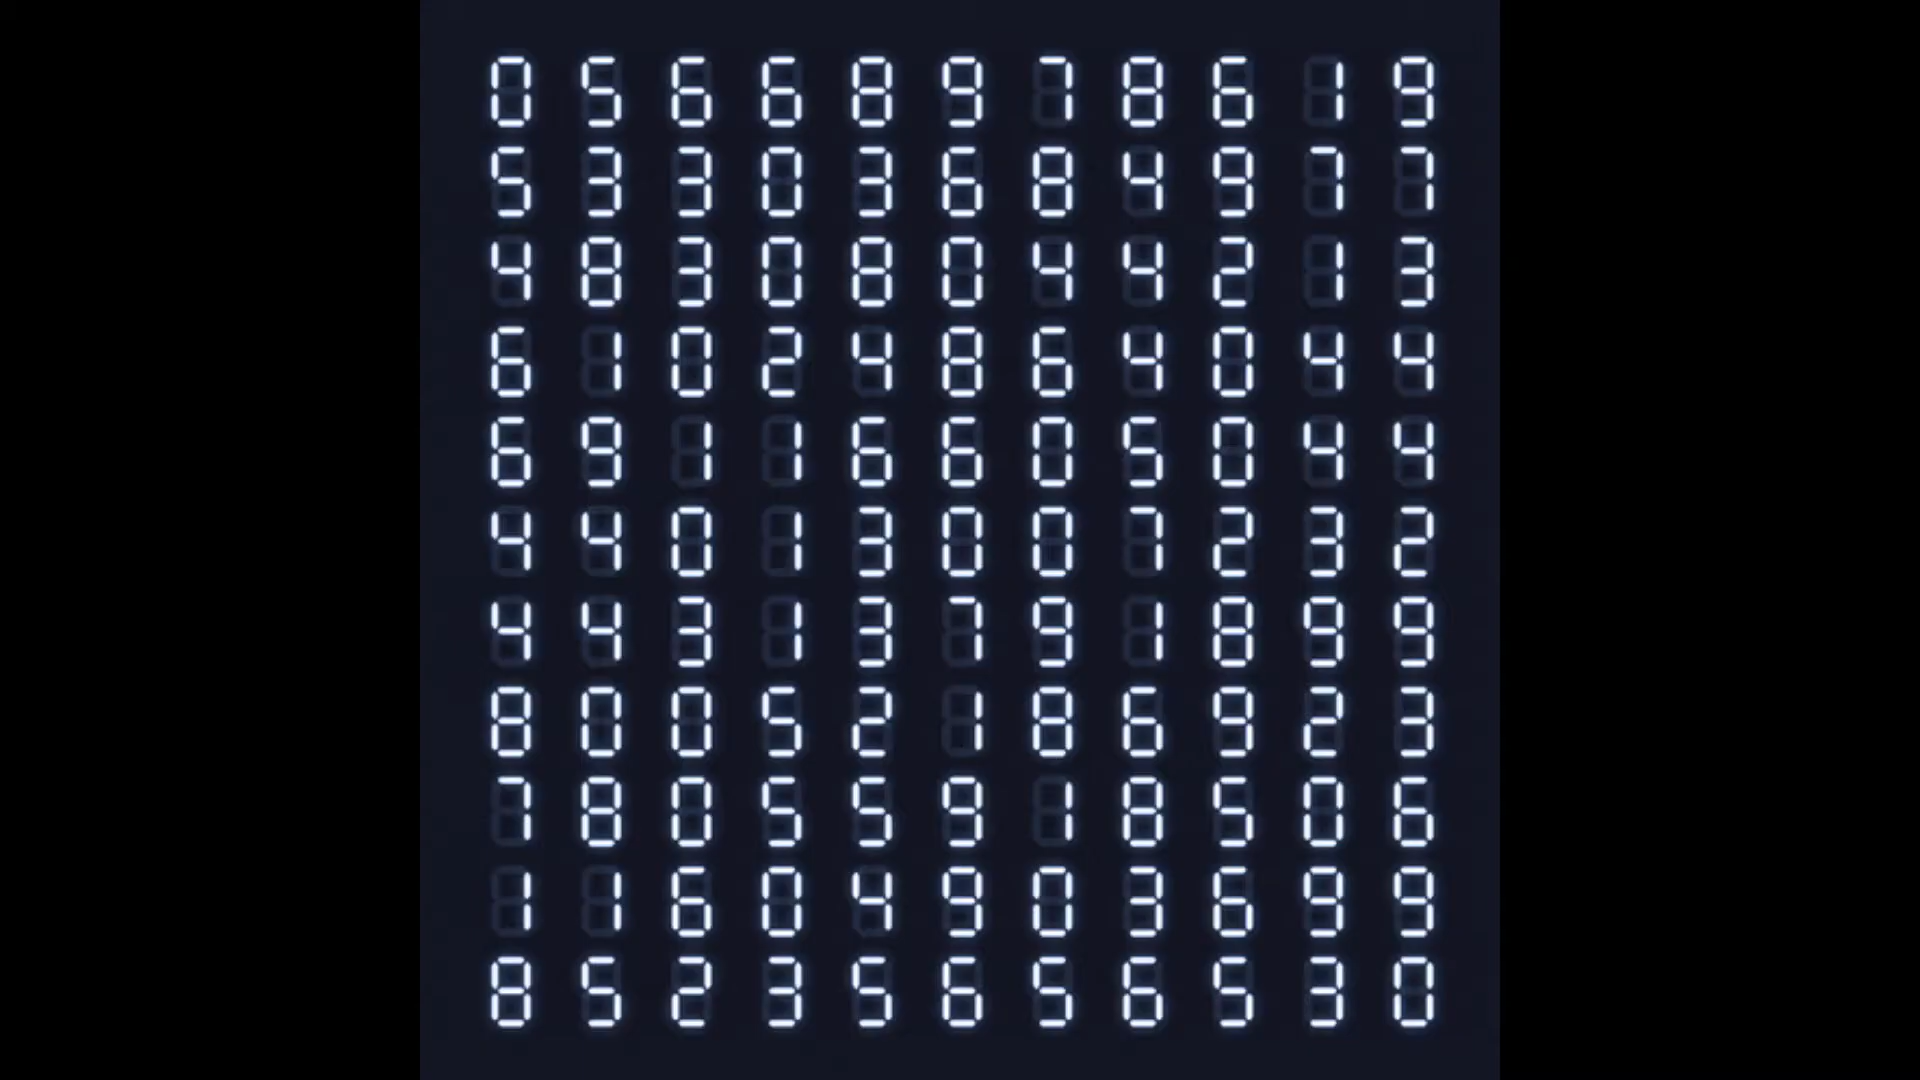 0 5 6 6 8 9 7 8 6 1 9
5 3 3 0 3 6 8 4 9 7 7
4 8 3 0 8 0 4 4 2 1 3
6 1 0 2 4 8 6 4 0 4 4
6 9 1 1 6 6 0 5 0 4 4
4 4 0 1 3 0 0 7 2 3 2
4 4 3 1 3 7 9 1 8 9 9
8 0 0 5 2 1 8 6 9 2 3
7 8 0 5 5 9 1 8 5 0 6
1 1 6 0 4 9 0 3 6 9 9
8 5 2 3 5 6 5 6 5 3 0